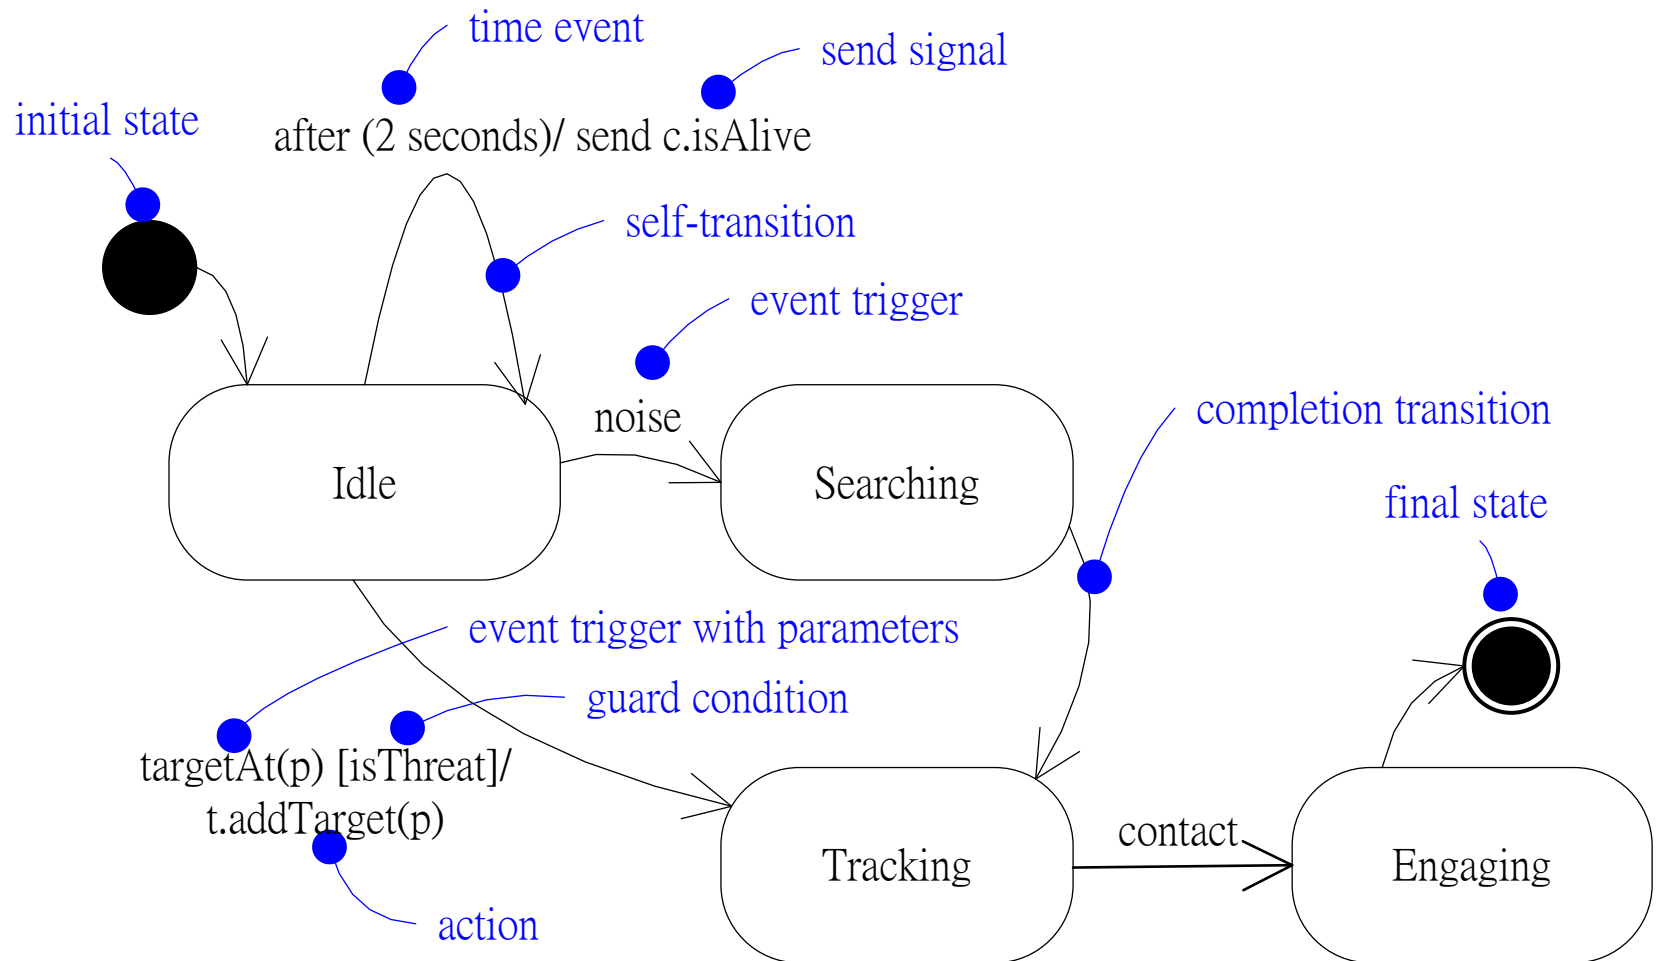 time event
send signal
initial state
after (2 seconds)/ send c.isAlive
self-transition
event trigger
noise
completion transition
Idle
Searching
final state
event trigger with parameters
guard condition
targetAt(p) [isThreat]/
t.addTarget(p)
contact
Tracking
Engaging
action